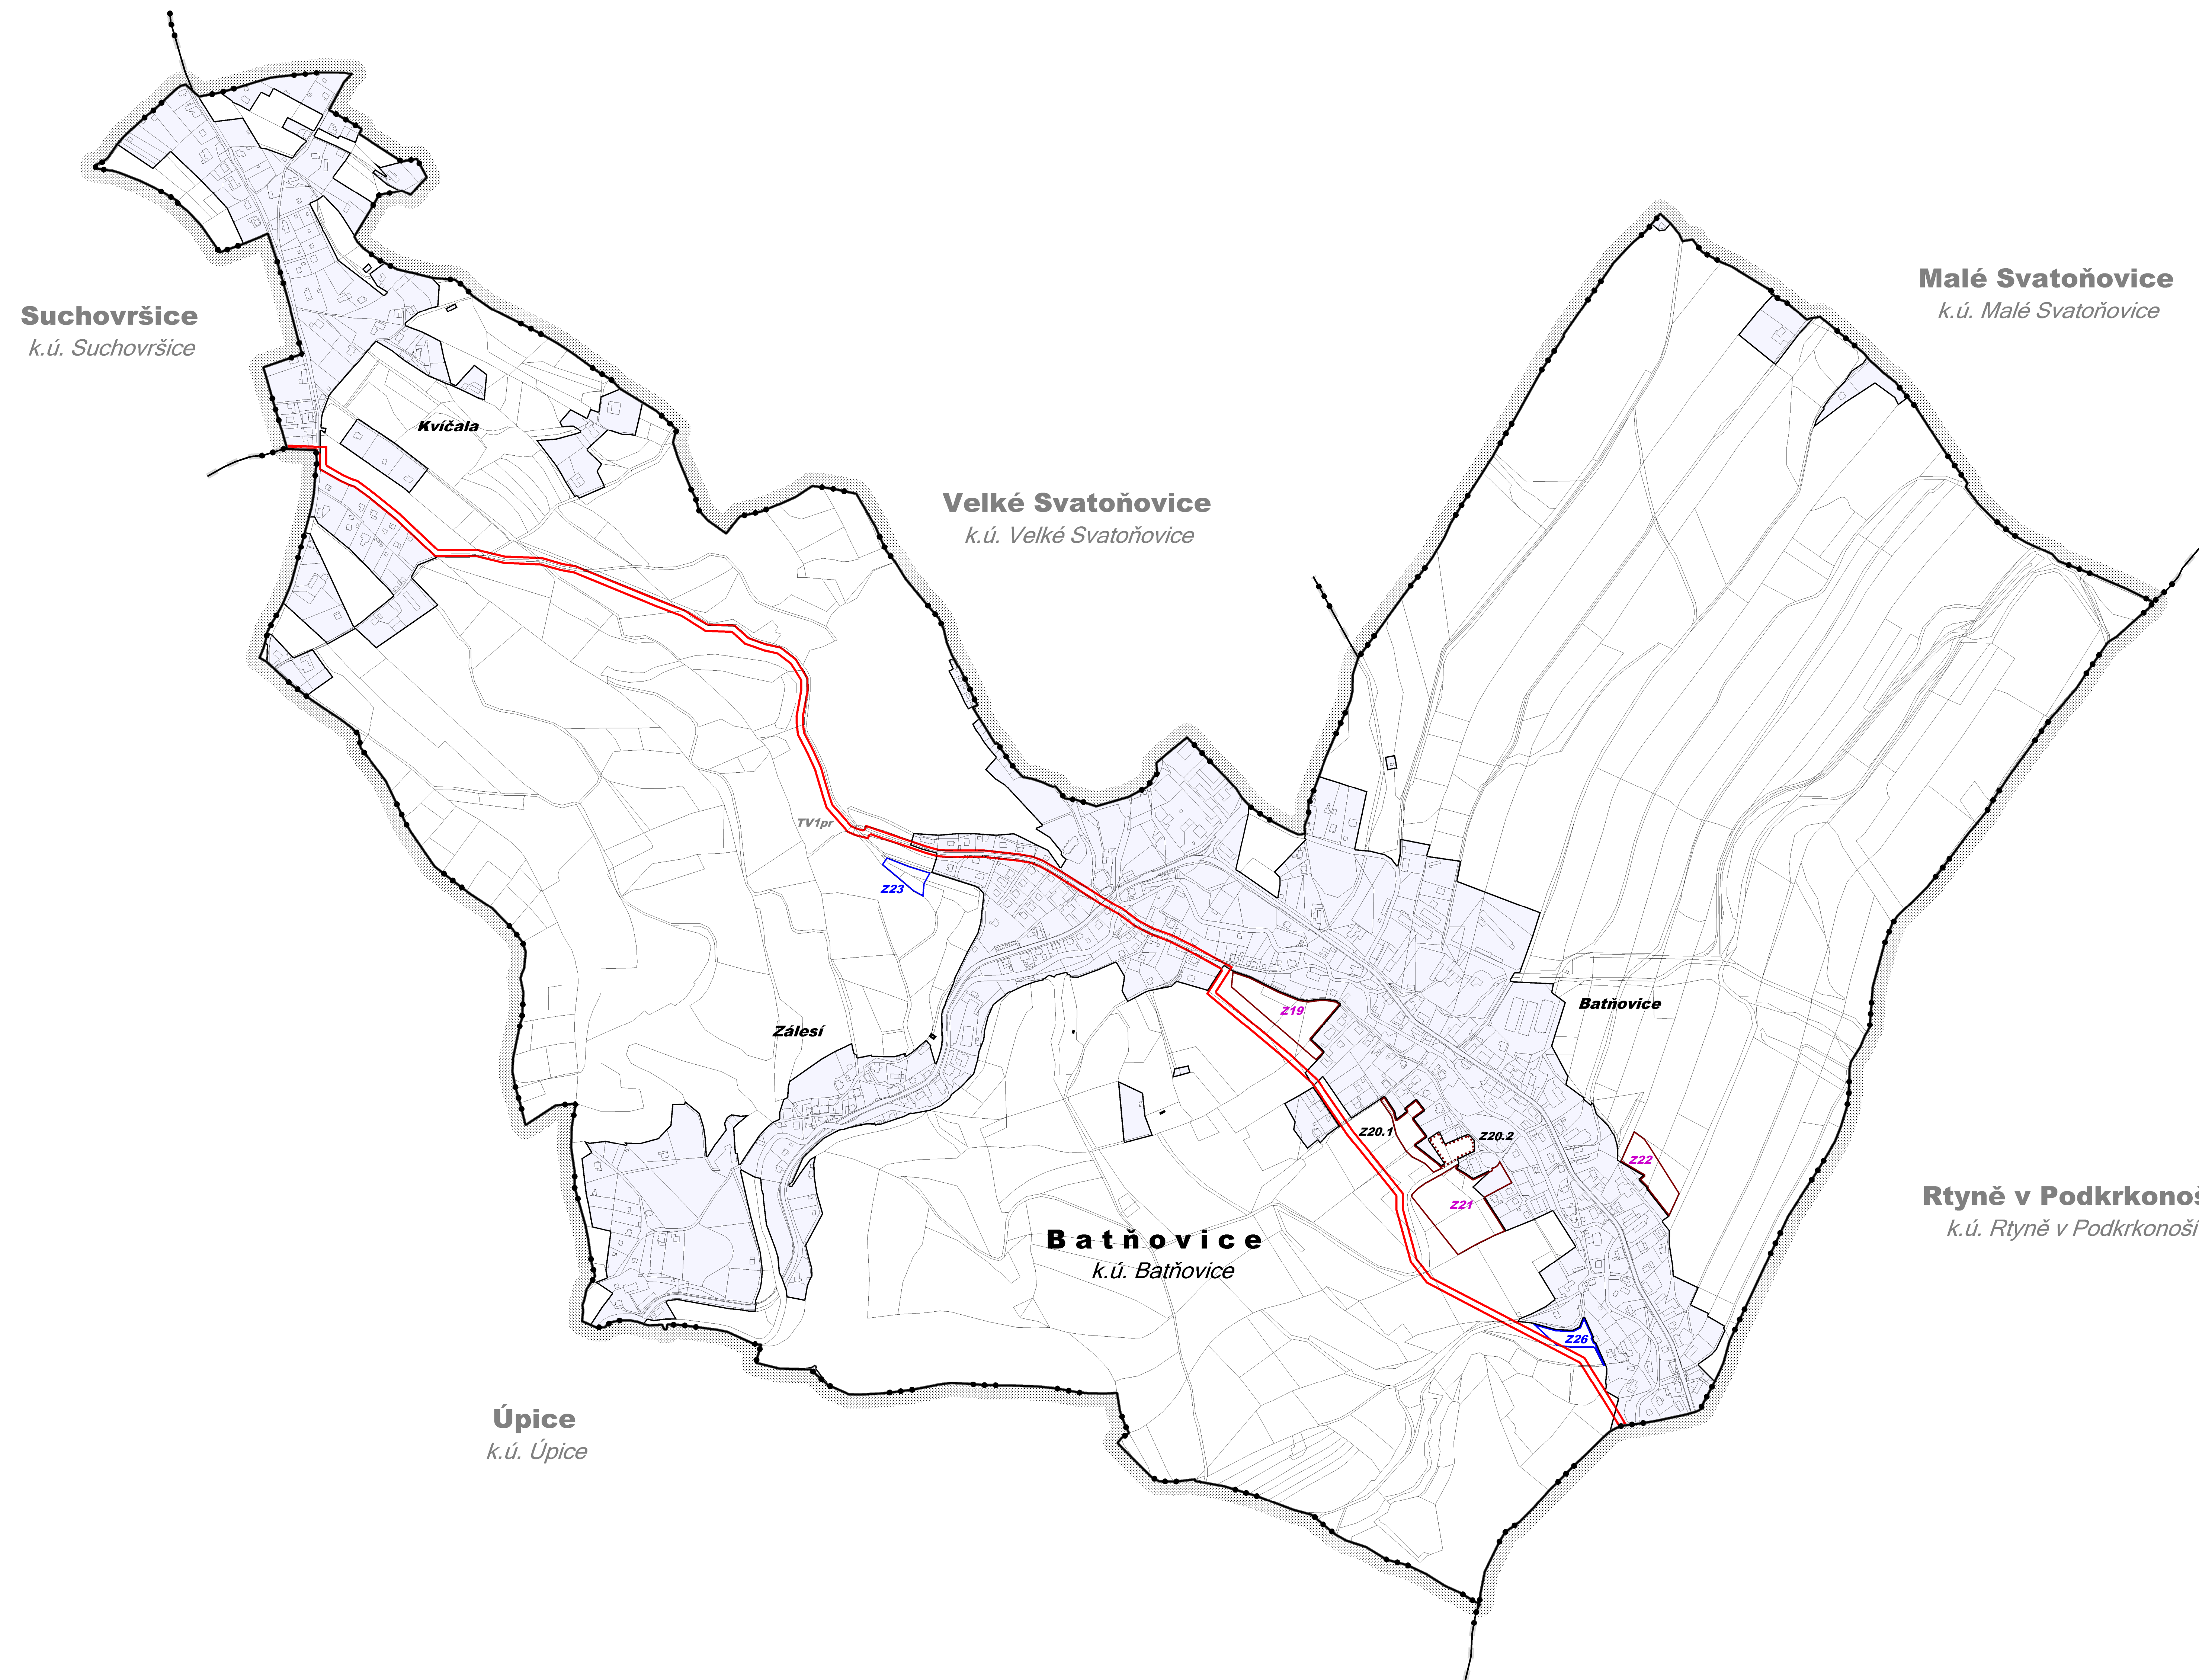 Malé Svatoňovice
k.ú. Malé Svatoňovice
Suchovršice
k.ú. Suchovršice
Kvíčala
Velké Svatoňovice
k.ú. Velké Svatoňovice
TV1pr
Z23
Batňovice
Z19
Zálesí
Z20.1
Z20.2
Z22
Rtyně v Podkrkonoš
k.ú. Rtyně v Podkrkonoší
Z21
Batňovice
k.ú. Batňovice
Z26
Úpice
k.ú. Úpice